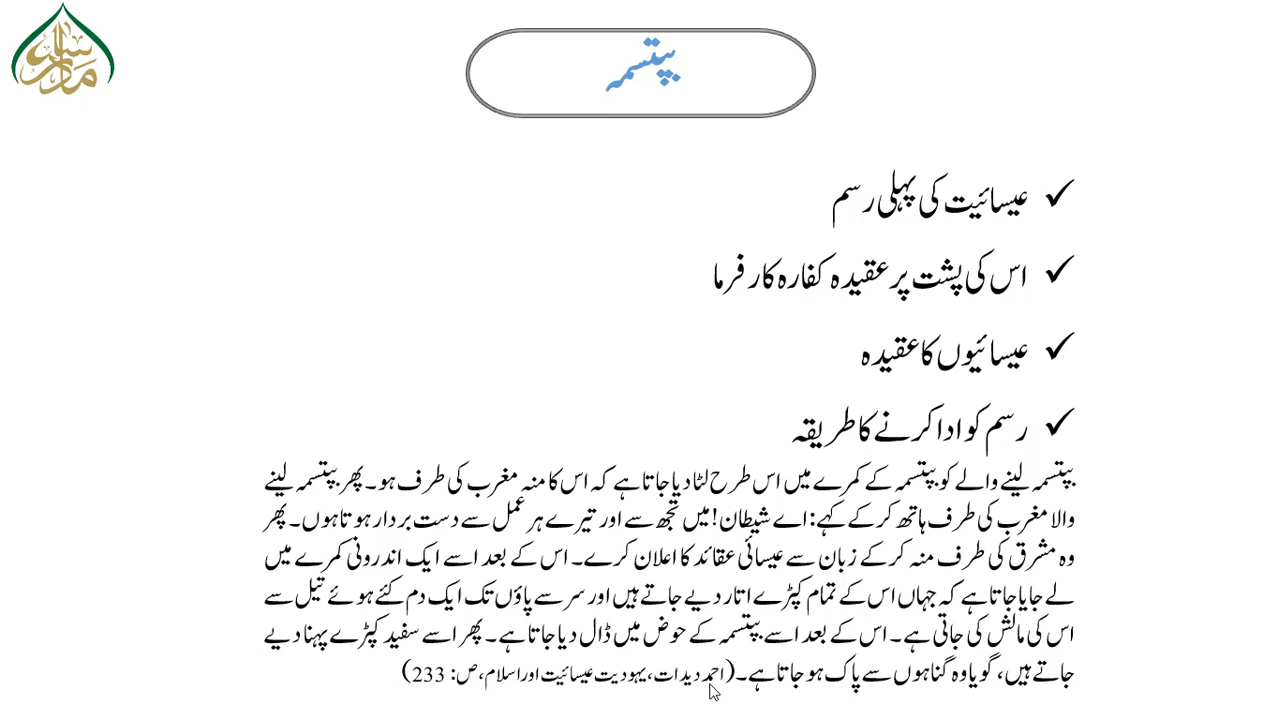 بپتسمہ
✓ عیسائیت کی پہلی رسم
✓ اس کی پشت پر عقیدہ کفارہ کار فرما
✓ عیسائیوں کا عقیدہ
✓ رسم کو ادا کرنے کا طریقہ
بپتسمہ لینے والے کو بپتسمہ کے کمرے میں اس طرح لٹا دیا جاتا ہے کہ اس کا منہ مغرب کی طرف ہو۔ پھر بپتسمہ لینے
والا مغرب کی طرف ہاتھ کر کے کہے: اے شیطان! میں تجھ سے اور تیرے ہر عمل سے دست بردار ہوتا ہوں۔ پھر
وہ مشرق کی طرف منہ کر کے زبان سے عیسائی عقائد کا اعلان کرے۔ اس کے بعد اسے ایک اندرونی کمرے میں
لے جایا جاتا ہے کہ جہاں اس کے تمام کپڑے اتار دیے جاتے ہیں اور سر سے پاؤں تک ایک دم کئے ہوئے تیل سے
اس کی مالش کی جاتی ہے۔ اس کے بعد اسے بپتسمہ کے حوض میں ڈال دیا جاتا ہے۔ پھر اسے سفید کپڑے پہنا دیے
جاتے ہیں، گویا وہ گناہوں سے پاک ہو جاتا ہے۔ (احمد دیدات، یہودیت عیسائیت اور اسلام، ص: 233)